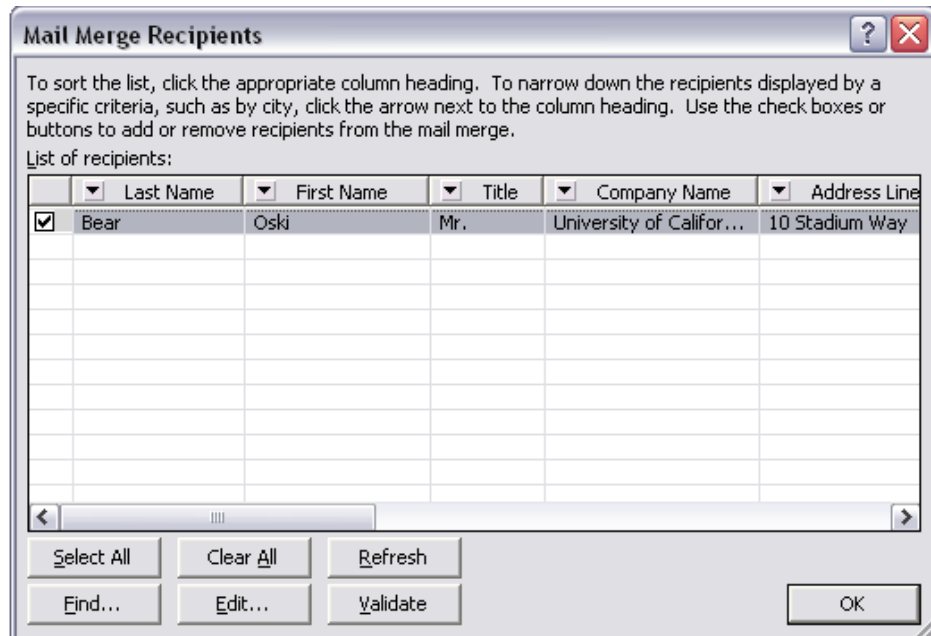 Mail Merge Recipients
To sort the list, click the appropriate column heading. To narrow down the recipients displayed by a
specific criteria, such as by city, click the arrow next to the column heading. Use the check boxes or
buttons to add or remove recipients from the mail merge.
List of recipients:
Last Name First Name Title Company Name Address Line
Bear Oski Mr. University of Califor... 10 Stadium Way
Select All Clear All Refresh
Find... Edit... Validate OK